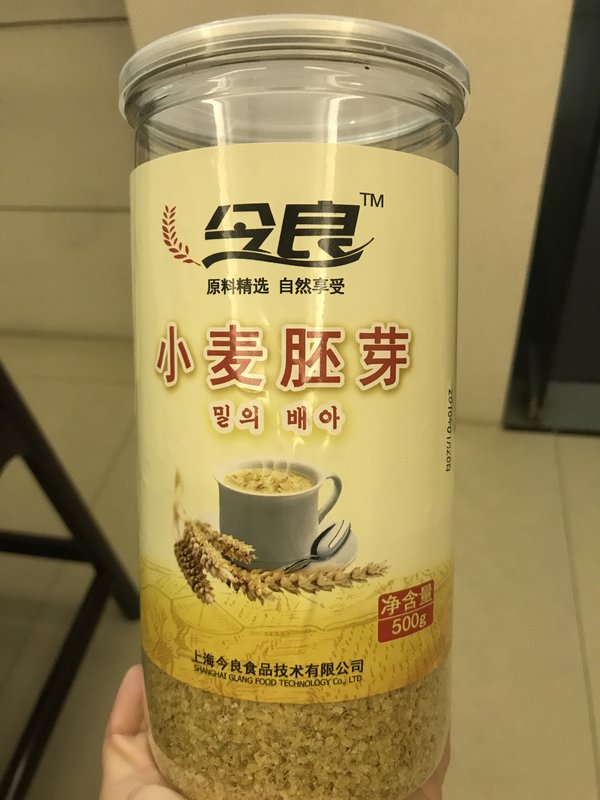 今良™
原料精选 自然享受
小麦胚芽
밀의 배아
净含量
500g
上海今良食品技术有限公司
SHANGHAI GLANG FOOD TECHNOLOGY Co., LTD.